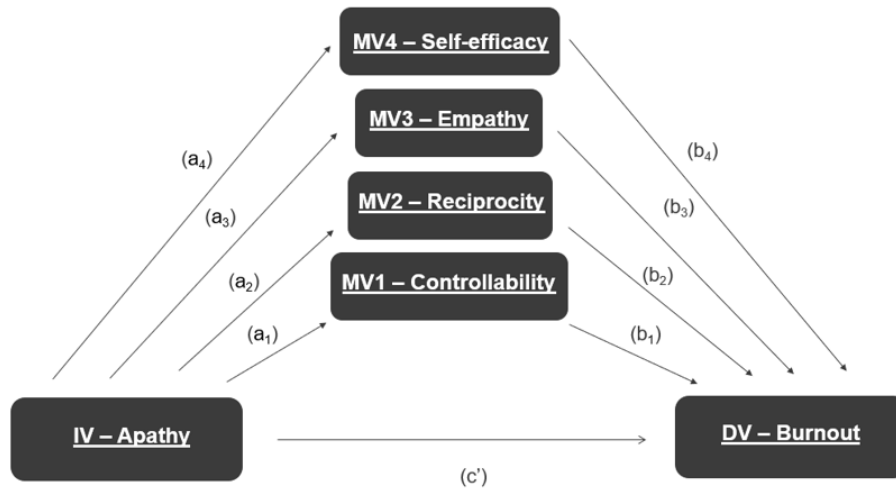 MV4 – Self-efficacy
MV3 – Empathy
(a₄)
(b₄)
(a₃)
(b₃)
MV2 – Reciprocity
(a₂)
(b₂)
MV1 – Controllability
(a₁)
(b₁)
IV – Apathy
DV – Burnout
(c’)